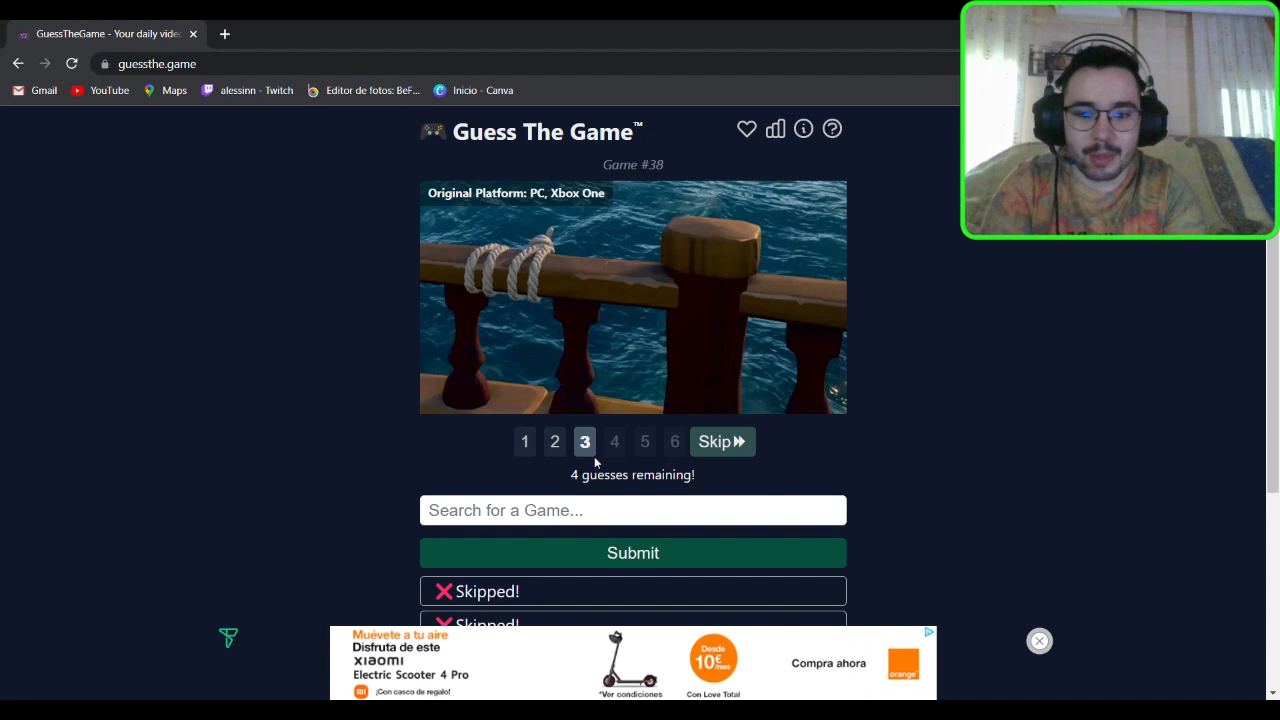 GuessTheGame - Your daily vide
guessthe.game
Gmail YouTube Maps alessinn - Twitch Editor de fotos: BeF... Inicio - Canva
Guess The Game™
Game #38
Original Platform: PC, Xbox One
1 2 3 4 5 6 Skip
4 guesses remaining!
Search for a Game...
Submit
Skipped!
Skipped!
Muévete a tu aire
Disfruta de este
xiaomi
Electric Scooter 4 Pro
mi ¡Con casco de regalo!
*Ver condiciones
Desde
10€/mes
Con Love Total
Compra ahora
orange™